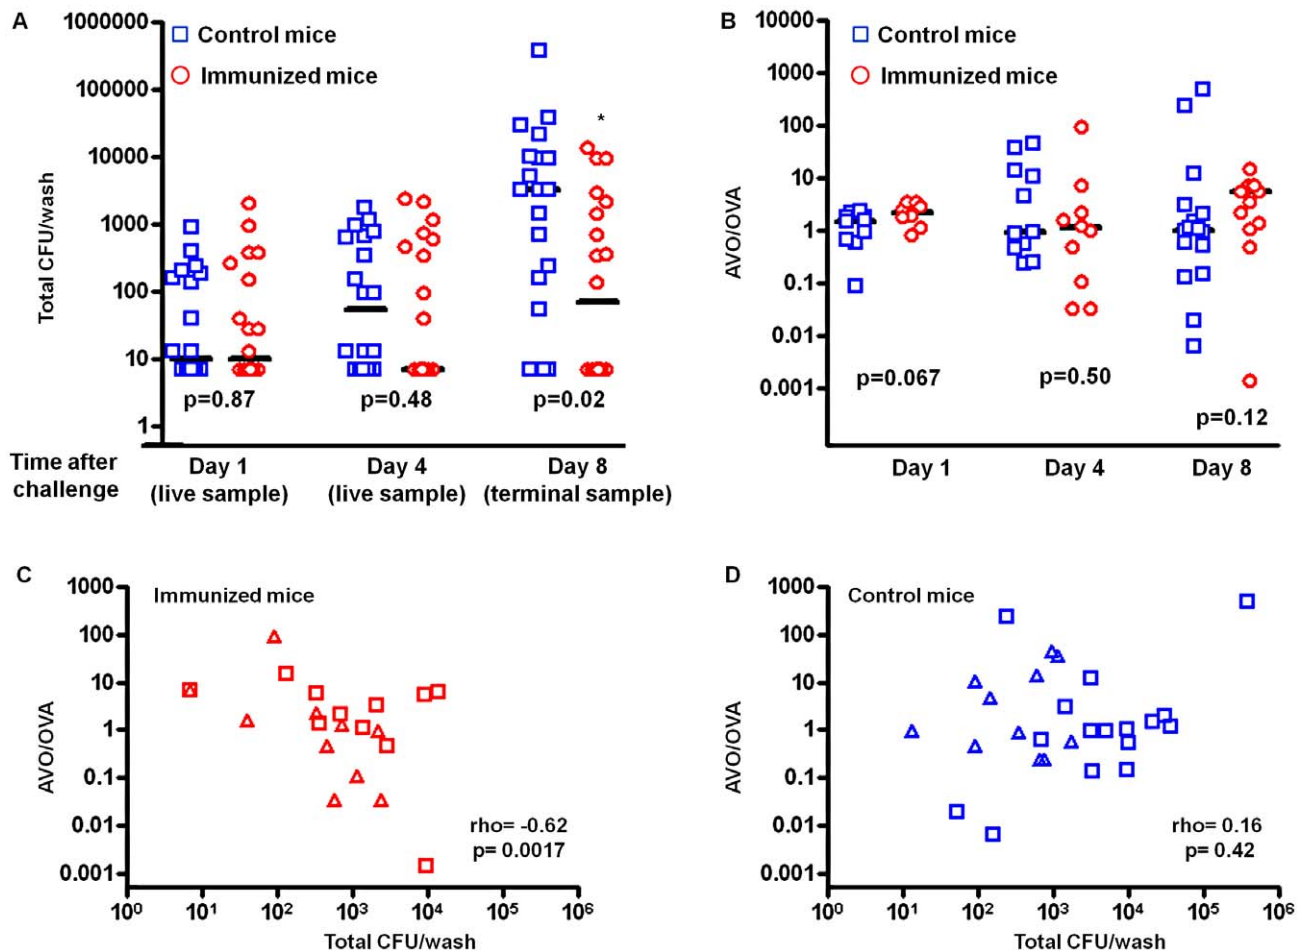 A
1000000
100000
10000
1000
100
10
1
Total CFU/wash
Control mice
Immunized mice
*
p=0.87
p=0.48
p=0.02
Time after
challenge
Day 1
(live sample)
Day 4
(live sample)
Day 8
(terminal sample)
B
10000
1000
100
10
1
0.1
0.01
0.001
AVO/OVA
Control mice
Immunized mice
p=0.067
p=0.50
p=0.12
Day 1
Day 4
Day 8
C
1000
100
10
1
0.1
0.01
0.001
AVO/OVA
Immunized mice
rho= -0.62
p= 0.0017
10⁰ 10¹ 10² 10³ 10⁴ 10⁵ 10⁶
Total CFU/wash
D
1000
100
10
1
0.1
0.01
0.001
AVO/OVA
Control mice
rho= 0.16
p= 0.42
10⁰ 10¹ 10² 10³ 10⁴ 10⁵ 10⁶
Total CFU/wash